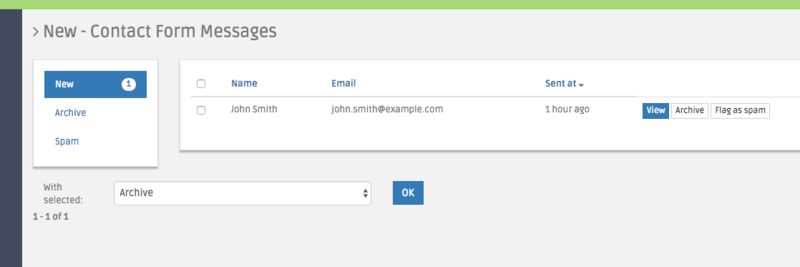 > New - Contact Form Messages
New 1
Archive
Spam
Name Email Sent at
John Smith john.smith@example.com 1 hour ago View Archive Flag as spam
With
selected:
Archive
OK
1 - 1 of 1